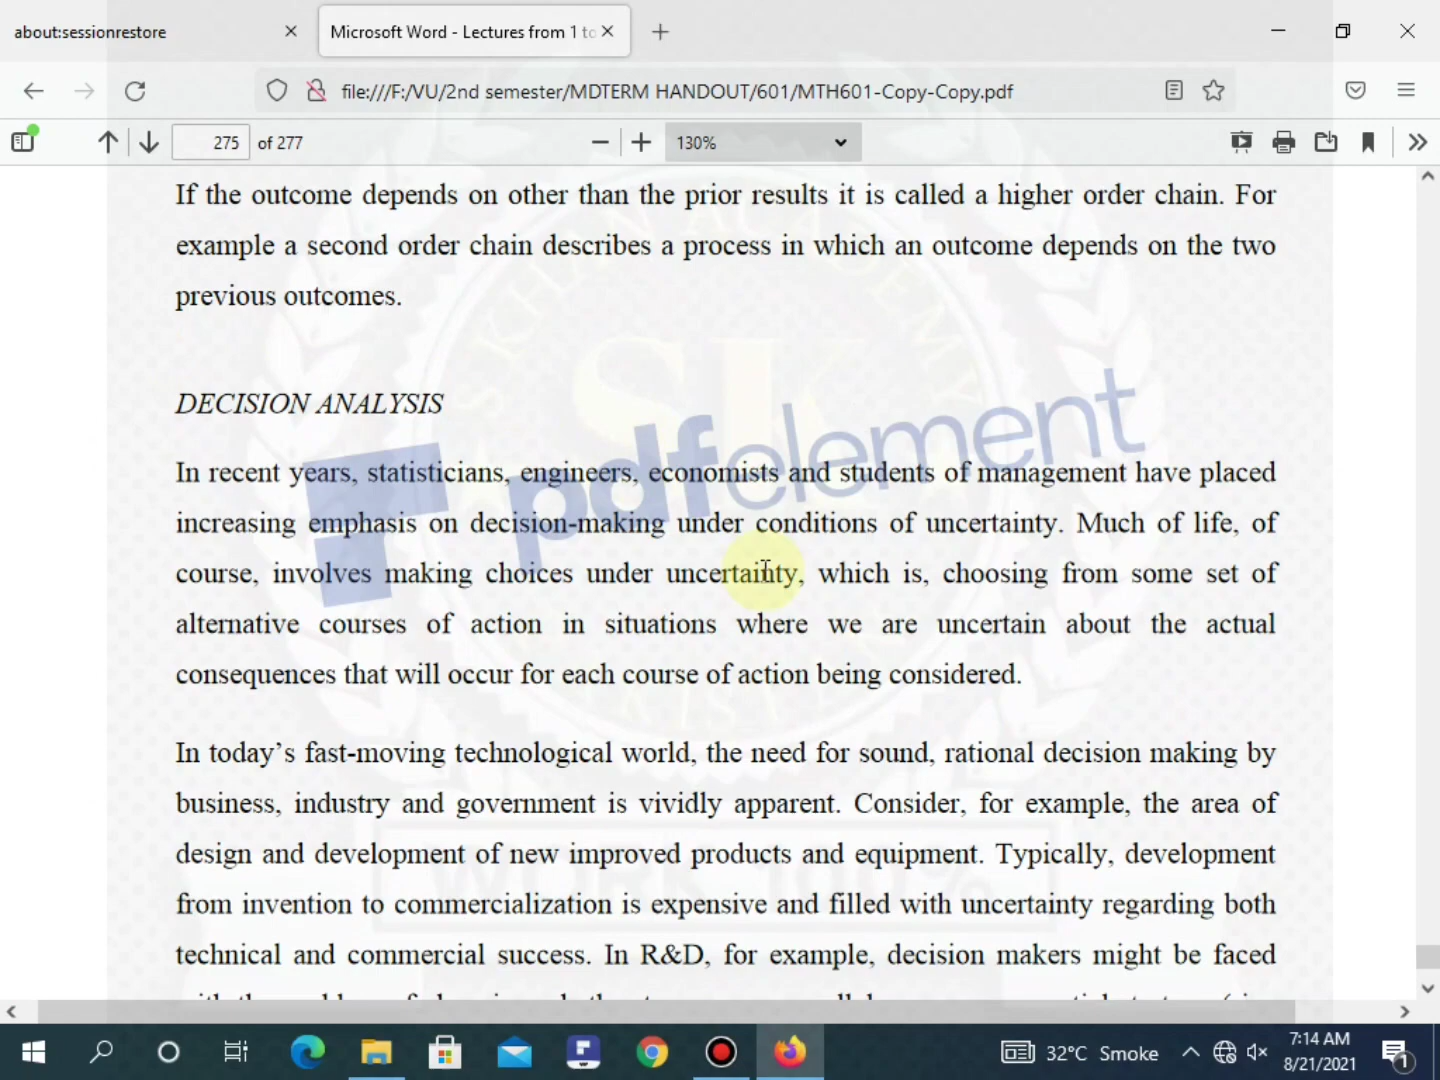 about:sessionrestore
Microsoft Word - Lectures from 1 to
file:///F:/VU/2nd semester/MDTERM HANDOUT/601/MTH601-Copy-Copy.pdf
275 of 277
130%
If the outcome depends on other than the prior results it is called a higher order chain. For
example a second order chain describes a process in which an outcome depends on the two
previous outcomes.
DECISION ANALYSIS
pdfelement
In recent years, statisticians, engineers, economists and students of management have placed
increasing emphasis on decision-making under conditions of uncertainty. Much of life, of
course, involves making choices under uncertainty, which is, choosing from some set of
alternative courses of action in situations where we are uncertain about the actual
consequences that will occur for each course of action being considered.
In today’s fast-moving technological world, the need for sound, rational decision making by
business, industry and government is vividly apparent. Consider, for example, the area of
design and development of new improved products and equipment. Typically, development
from invention to commercialization is expensive and filled with uncertainty regarding both
technical and commercial success. In R&D, for example, decision makers might be faced
WORK 100%
32°C Smoke
7:14 AM
8/21/2021
1